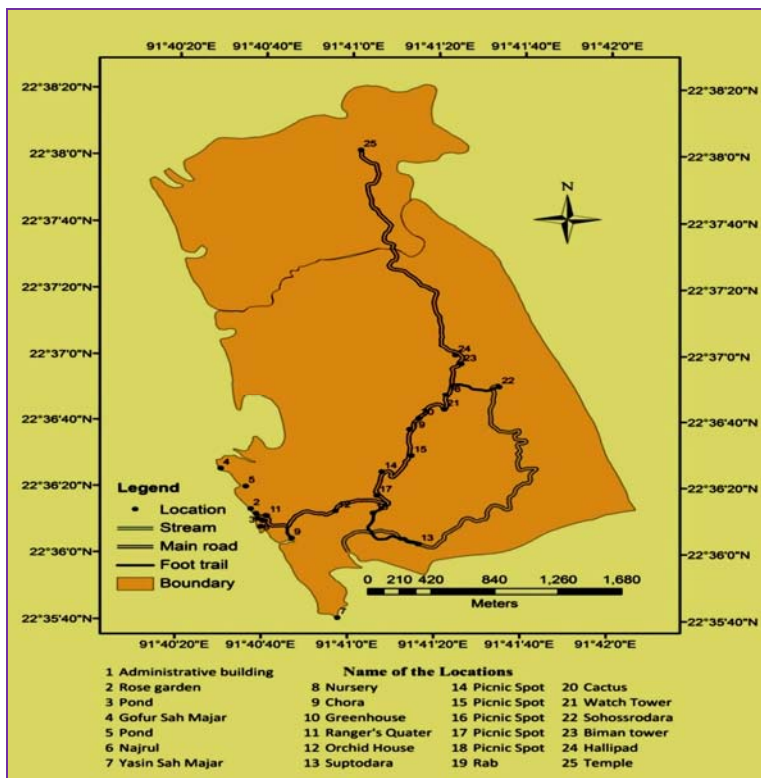 91°40'20"E 91°40'40"E 91°41'0"E 91°41'20"E 91°41'40"E 91°42'0"E
22°38'20"N 22°38'20"N
25
22°38'0"N 22°38'0"N
N
22°37'40"N 22°37'40"N
22°37'20"N 22°37'20"N
24
22°37'0"N 22°37'0"N
23
22
21
22°36'40"N 22°36'40"N
15
4
14
5
22°36'20"N 22°36'20"N
17
Legend
2
11
12
Location
Stream
9
13
22°36'0"N 22°36'0"N
Main road
Foot trail
Boundary
0 210 420 840 1,260 1,680
Meters
7
22°35'40"N 22°35'40"N
91°40'20"E 91°40'40"E 91°41'0"E 91°41'20"E 91°41'40"E 91°42'0"E
Name of the Locations
1 Administrative building
2 Rose garden 8 Nursery 14 Picnic Spot 20 Cactus
3 Pond 9 Chora 15 Picnic Spot 21 Watch Tower
4 Gofur Sah Majar 10 Greenhouse 16 Picnic Spot 22 Sohossrodara
5 Pond 11 Ranger's Quater 17 Picnic Spot 23 Biman tower
6 Najrul 12 Orchid House 18 Picnic Spot 24 Hallipad
7 Yasin Sah Majar 13 Suptodara 19 Rab 25 Temple